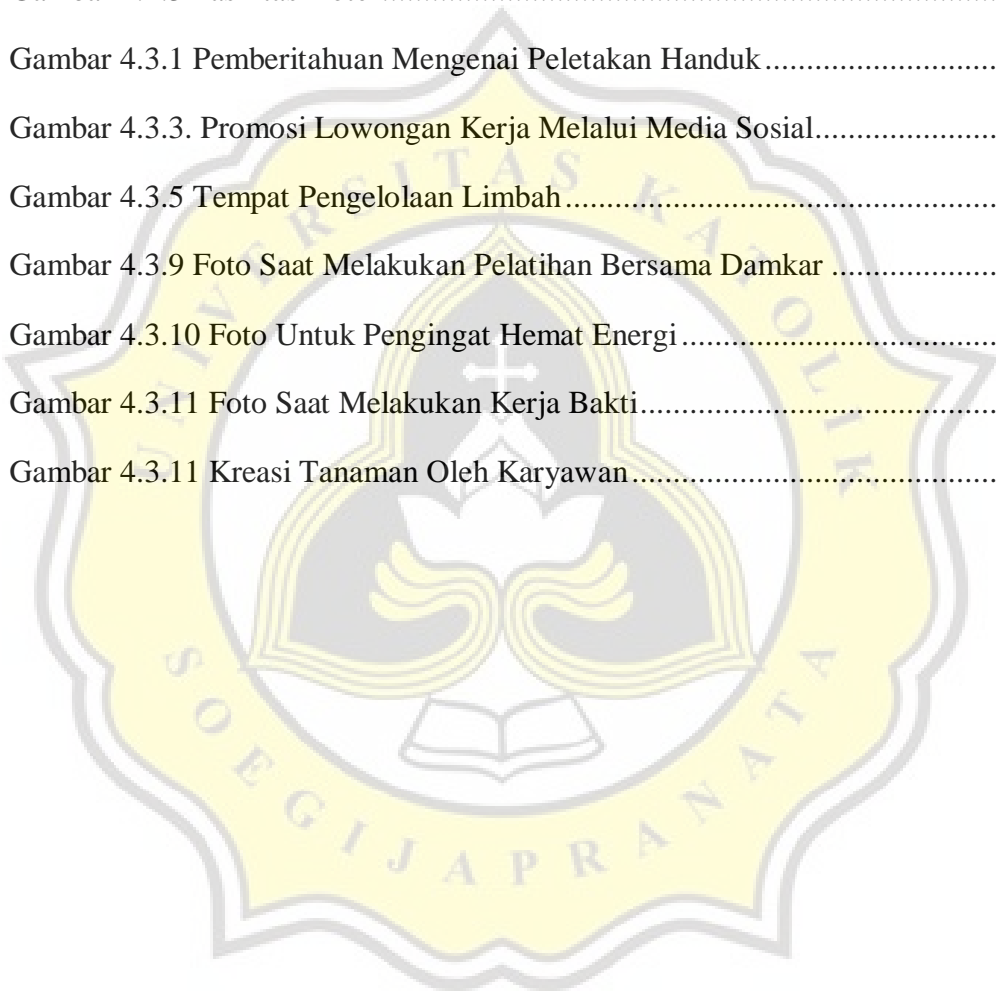 Gambar 4.3.1 Pemberitahuan Mengenai Peletakan Handuk...........................
Gambar 4.3.3. Promosi Lowongan Kerja Melalui Media Sosial.....................
Gambar 4.3.5 Tempat Pengelolaan Limbah...............................................
Gambar 4.3.9 Foto Saat Melakukan Pelatihan Bersama Damkar ...................
Gambar 4.3.10 Foto Untuk Pengingat Hemat Energi...................................
Gambar 4.3.11 Foto Saat Melakukan Kerja Bakti.......................................
Gambar 4.3.11 Kreasi Tanaman Oleh Karyawan........................................
UNIVERSITAS KATOLIK
SOEGIJAPRANATA